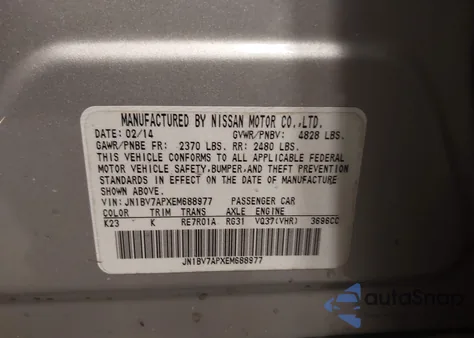 MANUFACTURED BY NISSAN MOTOR CO.,LTD.
DATE: 02/14 GVWR/PNBV: 4828 LBS.
GAWR/PNBE FR: 2370 LBS. RR: 2480 LBS.
THIS VEHICLE CONFORMS TO ALL APPLICABLE FEDERAL
MOTOR VEHICLE SAFETY,BUMPER,AND THEFT PREVENTION
STANDARDS IN EFFECT ON THE DATE OF MANUFACTURE
SHOWN ABOVE.
VIN: JN1BV7APXEM688977 PASSENGER CAR
COLOR TRIM TRANS AXLE ENGINE
K23 K RE7R01A RG31 VQ37(VHR) 3696CC
JN1BV7APXEM688977
autoSnap